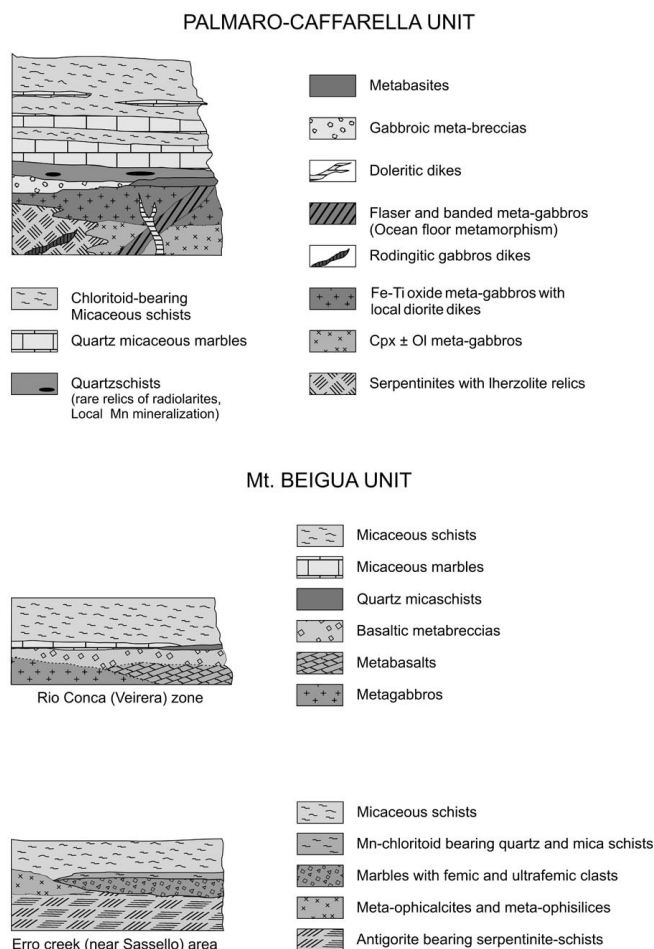 PALMARO-CAFFARELLA UNIT
Chloritoid-bearing
Micaceous schists
Quartz micaceous marbles
Quartzschists
(rare relics of radiolarites,
Local Mn mineralization)
Metabasites
Gabbroic meta-breccias
Doleritic dikes
Flaser and banded meta-gabbros
(Ocean floor metamorphism)
Rodingitic gabbros dikes
Fe-Ti oxide meta-gabbros with
local diorite dikes
Cpx ± Ol meta-gabbros
Serpentinites with lherzolite relics
Mt. BEIGUA UNIT
Rio Conca (Veirera) zone
Micaceous schists
Micaceous marbles
Quartz micaschists
Basaltic metabreccias
Metabasalts
Metagabbros
Erro creek (near Sassello) area
Micaceous schists
Mn-chloritoid bearing quartz and mica schists
Marbles with femic and ultrafemic clasts
Meta-ophicalcites and meta-ophisilices
Antigorite bearing serpentinite-schists